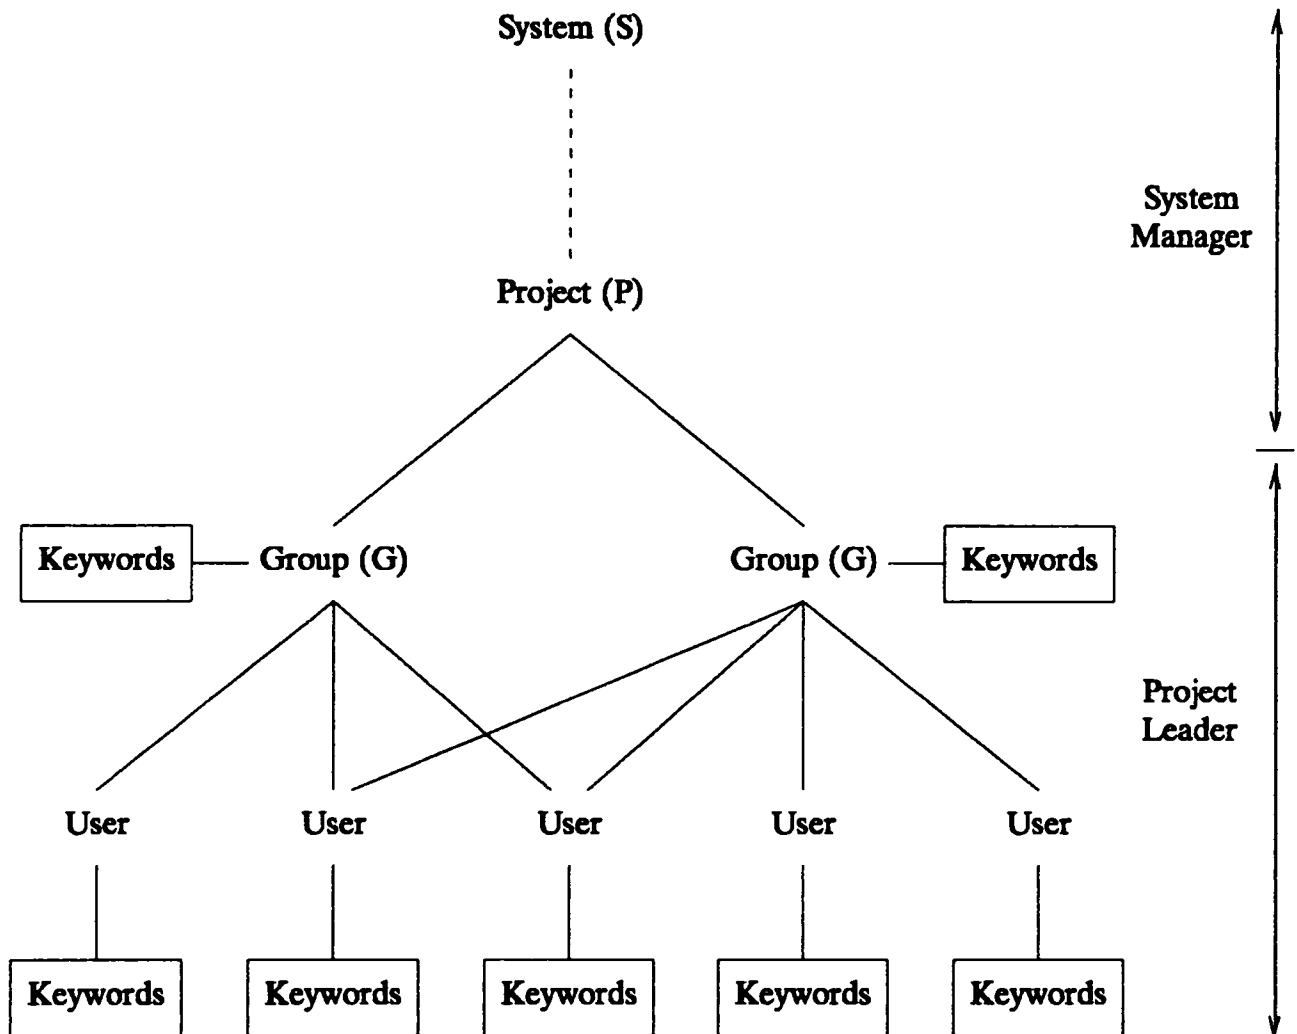 System (S)
System
Manager
Project (P)
Keywords
Group (G)
Group (G)
Keywords
Project
Leader
User
User
User
User
User
Keywords
Keywords
Keywords
Keywords
Keywords